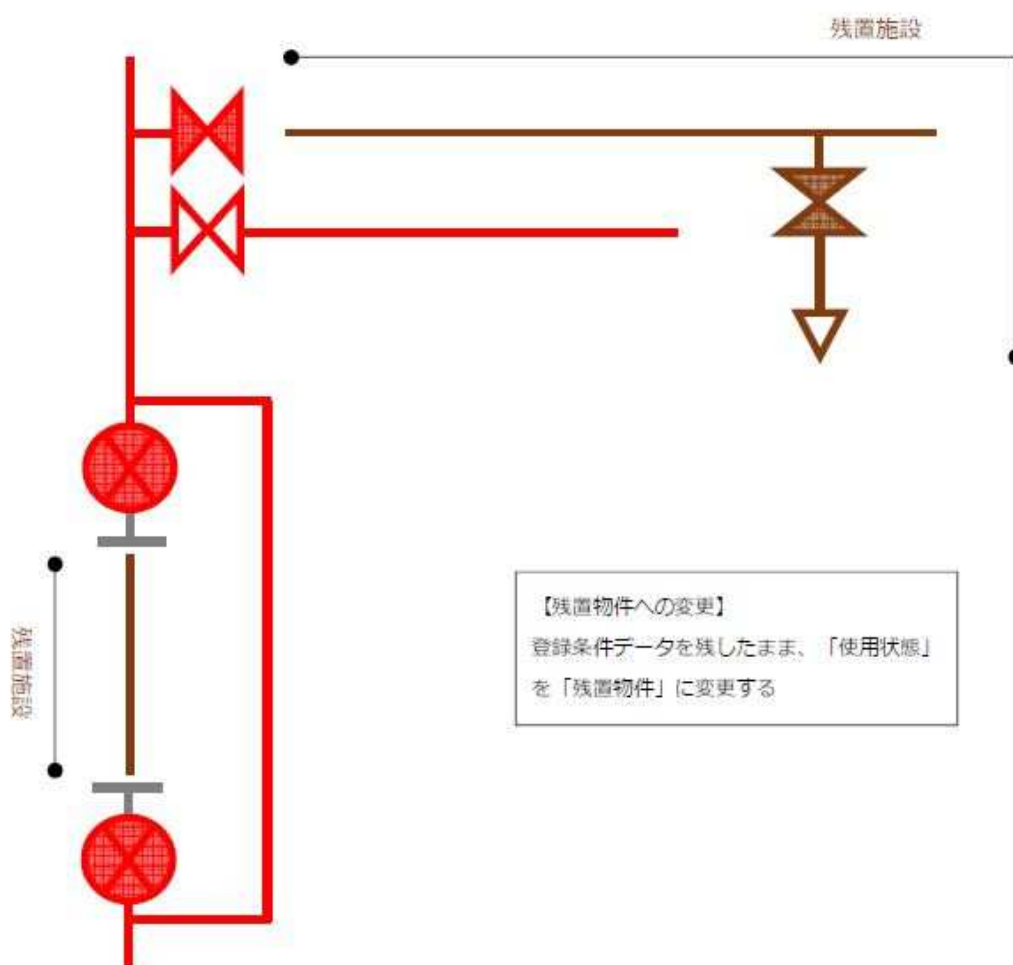 残置施設
残置施設
【残置物件への変更】
登録条件データを残したまま、「使用状態」
を「残置物件」に変更する